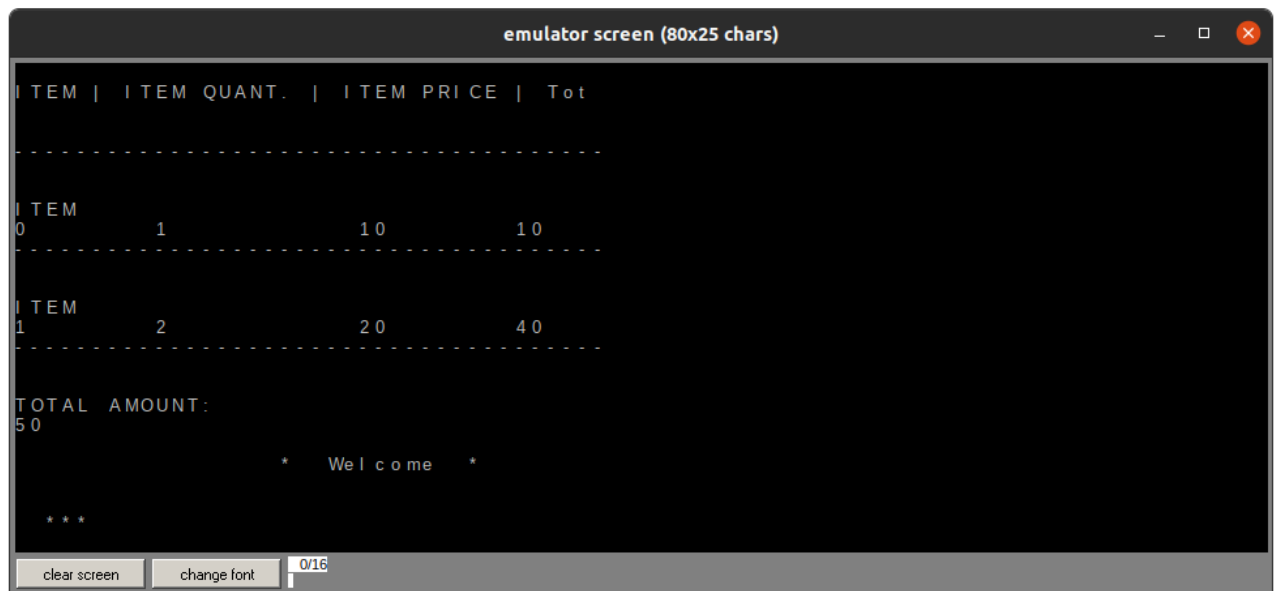 emulator screen (80x25 chars)
ITEM | ITEM QUANT. | ITEM PRICE | Tot
--------------------------------------
ITEM
0 1 10 10
--------------------------------------
ITEM
1 2 20 40
--------------------------------------
TOTAL AMOUNT:
50
* Welcome *
***
clear screen change font 0/16